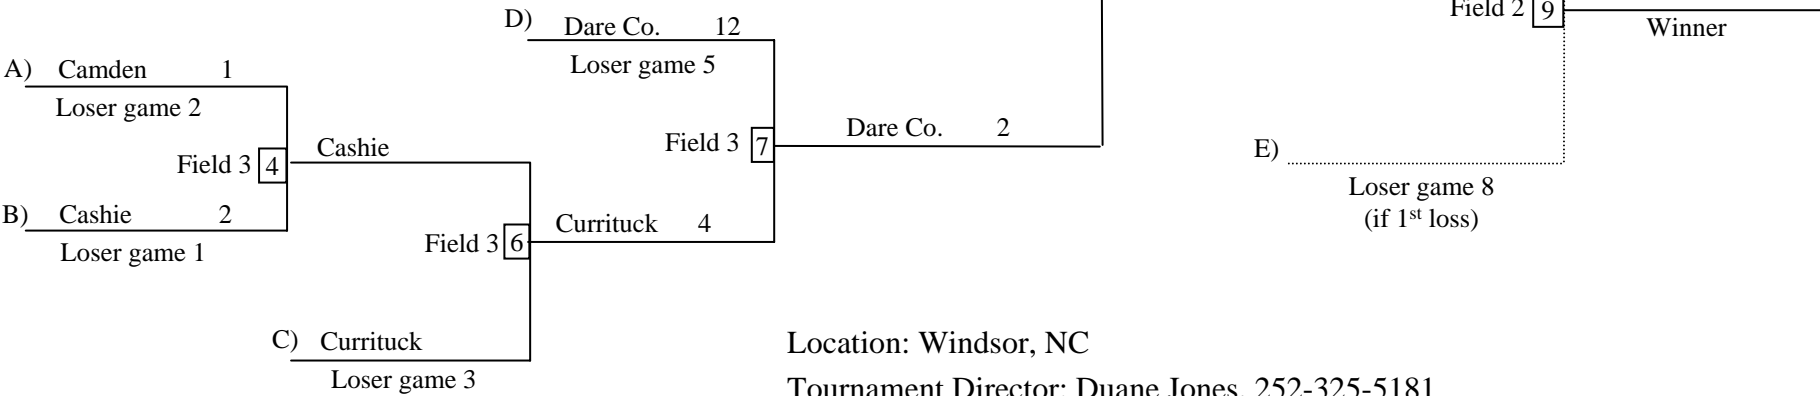 D) Dare Co. 12
Field 2 9
Winner
A) Camden 1
Loser game 5
Loser game 2
Dare Co. 2
Field 3 7
Cashie
E)
Field 3 4
Loser game 8
B) Cashie 2
(if 1st loss)
Currituck 4
Loser game 1
Field 3 6
C) Currituck
Location: Windsor, NC
Loser game 3
Tournament Director: Duane Jones, 252-325-5181